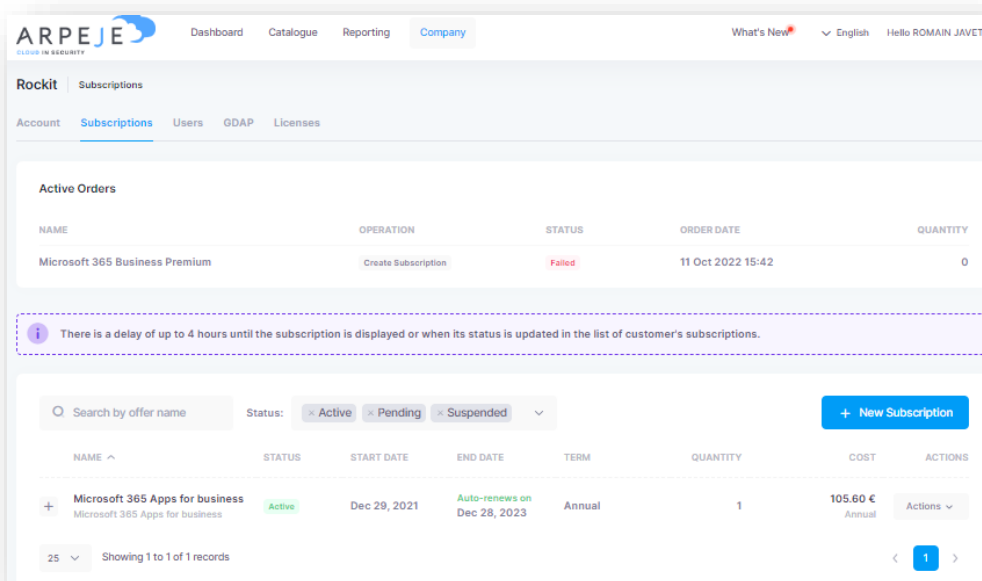 ARPEJE
CLOUD IN SECURITY
Dashboard Catalogue Reporting Company What's New English Hello ROMAIN JAVET
Rockit Subscriptions
Account Subscriptions Users GDAP Licenses
Active Orders
NAME OPERATION STATUS ORDER DATE QUANTITY
Microsoft 365 Business Premium Create Subscription Failed 11 Oct 2022 15:42 0
i There is a delay of up to 4 hours until the subscription is displayed or when its status is updated in the list of customer's subscriptions.
Search by offer name Status: × Active × Pending × Suspended + New Subscription
NAME STATUS START DATE END DATE TERM QUANTITY COST ACTIONS
+ Microsoft 365 Apps for business Active Dec 29, 2021 Auto-renews on Annual 1 105.60 € Actions
Microsoft 365 Apps for business Dec 28, 2023 Annual
25 Showing 1 to 1 of 1 records < 1 >